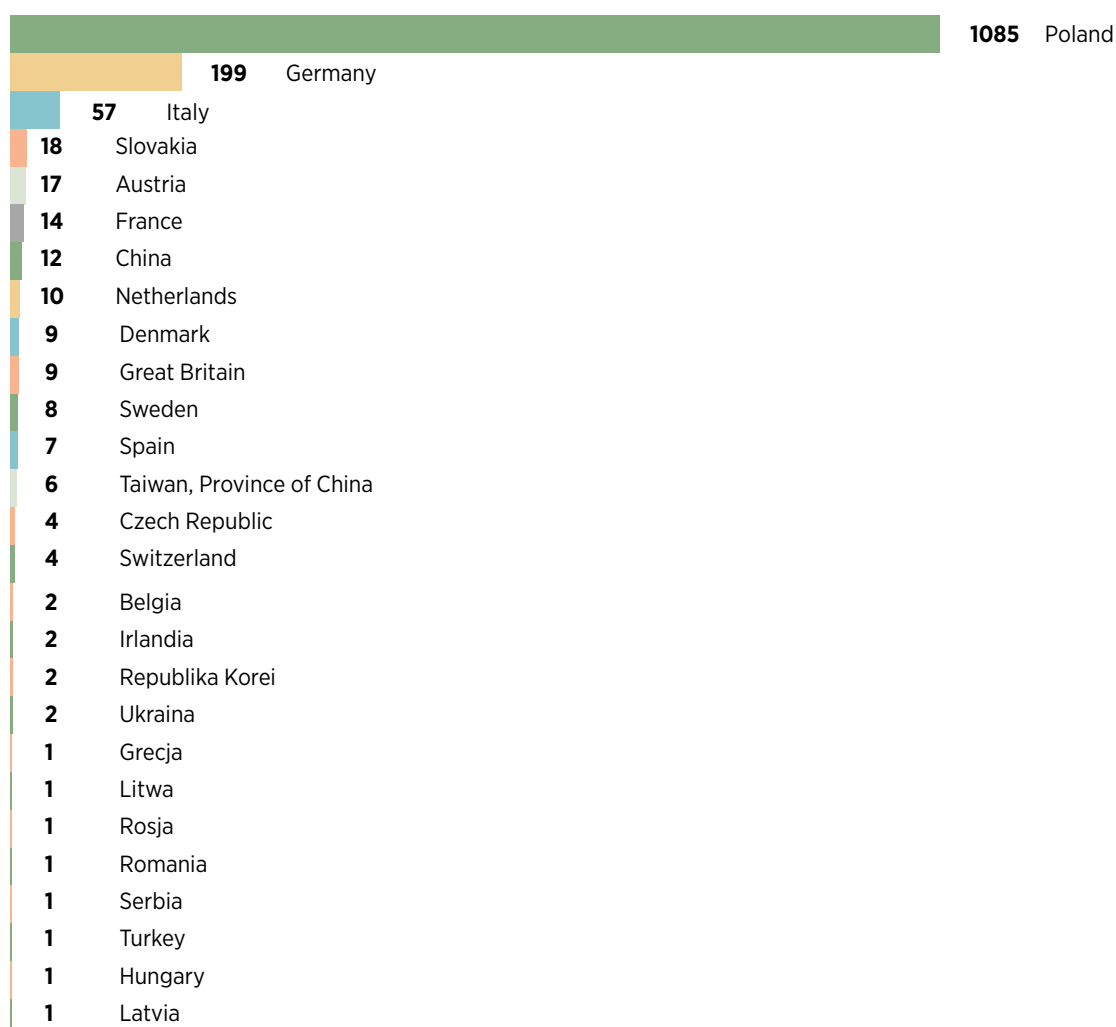 1085 Poland
199 Germany
57 Italy
18 Slovakia
17 Austria
14 France
12 China
10 Netherlands
9 Denmark
9 Great Britain
8 Sweden
7 Spain
6 Taiwan, Province of China
4 Czech Republic
4 Switzerland
2 Belgia
2 Irlandia
2 Republika Korei
2 Ukraina
1 Grecja
1 Litwa
1 Rosja
1 Romania
1 Serbia
1 Turkey
1 Hungary
1 Latvia